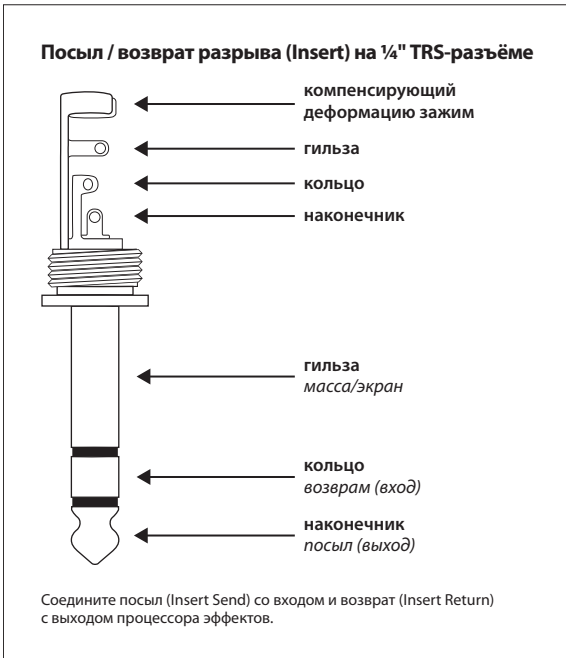 Посыл / возврат разрыва (Insert) на ¼" TRS-разъёме
компенсирующий
деформацию зажим
гильза
кольцо
наконечник
гильза
масса/экран
кольцо
возврам (вход)
наконечник
посыл (выход)
Соедините посыл (Insert Send) со входом и возврат (Insert Return)
с выходом процессора эффектов.